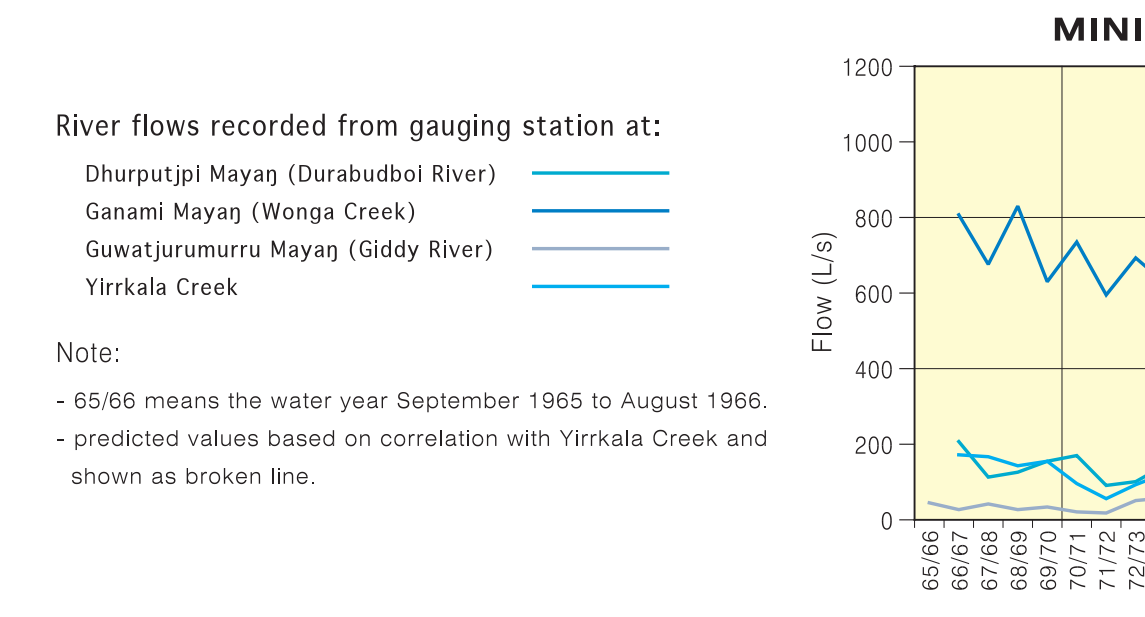 MINI
River flows recorded from gauging station at:
Dhurputjpi Mayaŋ (Durabudboi River)
Ganami Mayaŋ (Wonga Creek)
Guwatjurumurru Mayaŋ (Giddy River)
Yirrkala Creek
Note:
- 65/66 means the water year September 1965 to August 1966.
- predicted values based on correlation with Yirrkala Creek and
shown as broken line.
Flow (L/s)
1200
1000
800
600
400
200
0
65/66
66/67
67/68
68/69
69/70
70/71
71/72
72/73